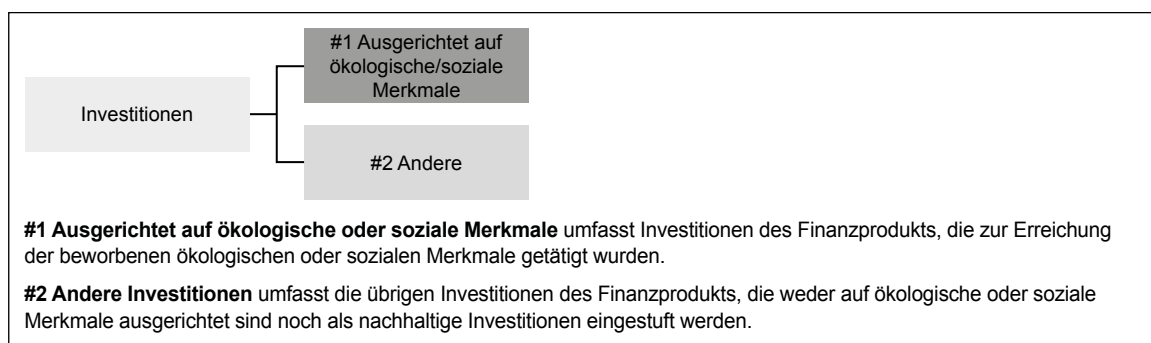 #1 Ausgerichtet auf
ökologische/soziale
Merkmale
Investitionen
#2 Andere
#1 Ausgerichtet auf ökologische oder soziale Merkmale umfasst Investitionen des Finanzprodukts, die zur Erreichung
der beworbenen ökologischen oder sozialen Merkmale getätigt wurden.
#2 Andere Investitionen umfasst die übrigen Investitionen des Finanzprodukts, die weder auf ökologische oder soziale
Merkmale ausgerichtet sind noch als nachhaltige Investitionen eingestuft werden.